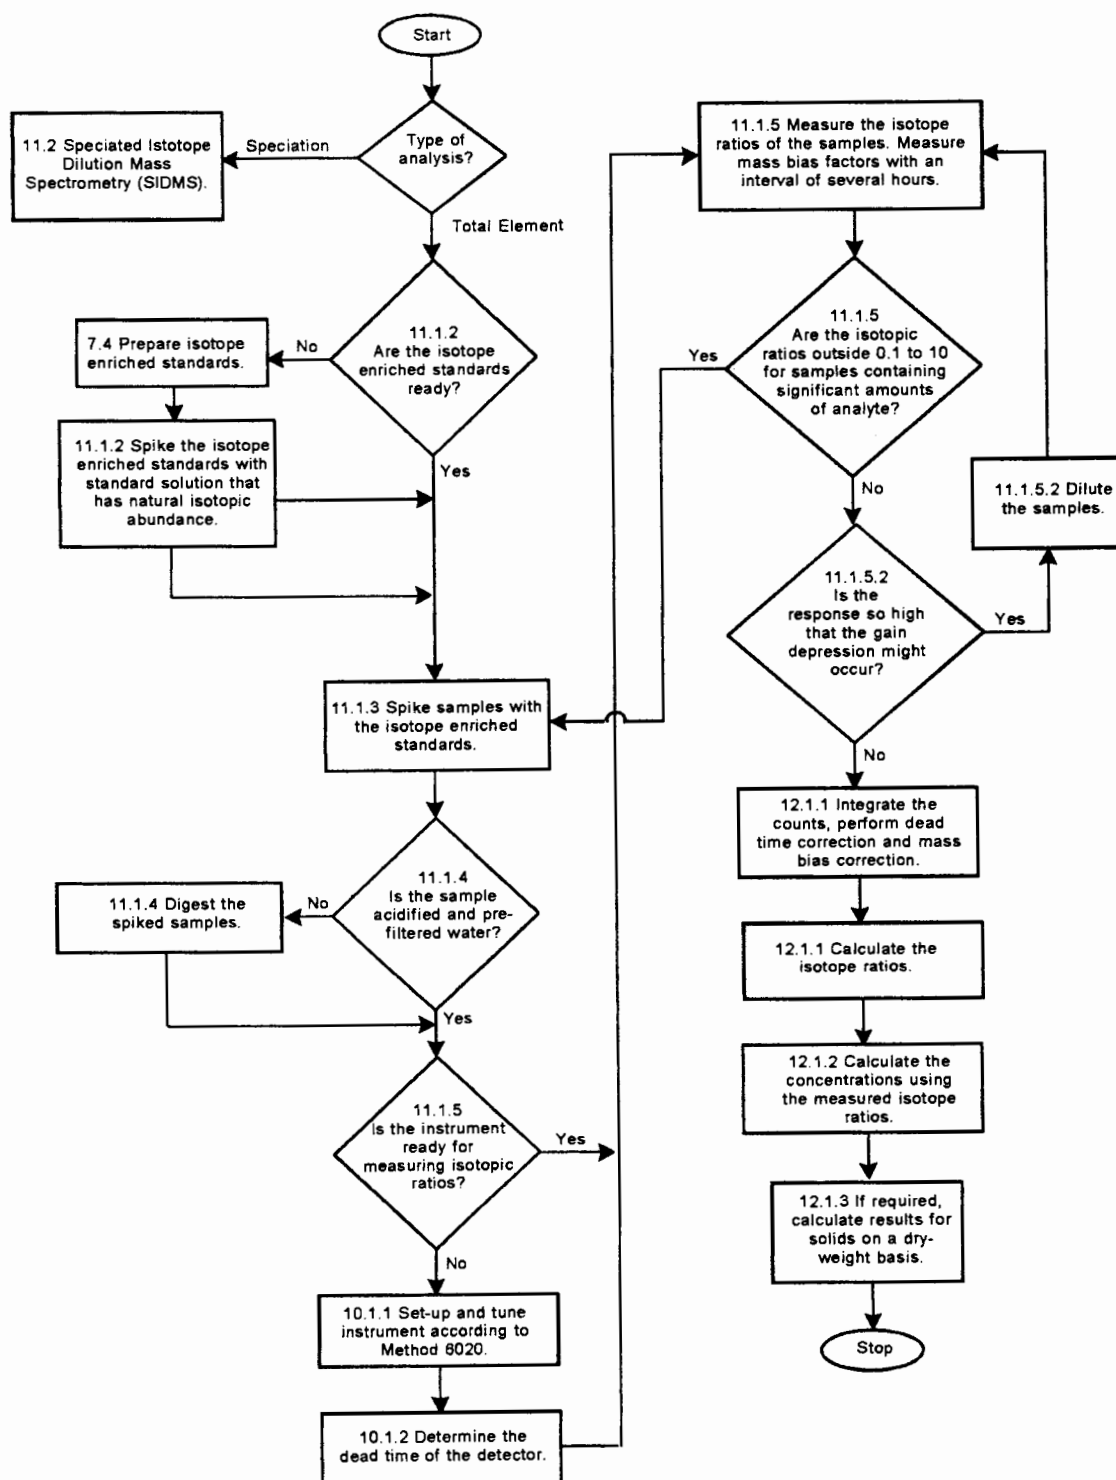 Start
Type of
analysis?
Speciation
11.2 Speciated Istotope
Dilution Mass
Spectrometry (SIDMS).
Total Element
11.1.2
Are the isotope
enriched standards
ready?
No
7.4 Prepare isotope
enriched standards.
11.1.2 Spike the isotope
enriched standards with
standard solution that
has natural isotopic
abundance.
Yes
11.1.3 Spike samples with
the isotope enriched
standards.
11.1.4
Is the sample
acidified and pre-
filtered water?
No
11.1.4 Digest the
spiked samples.
Yes
11.1.5
Is the instrument
ready for
measuring isotopic
ratios?
Yes
No
10.1.1 Set-up and tune
instrument according to
Method 6020.
10.1.2 Determine the
dead time of the detector.
11.1.5 Measure the isotope
ratios of the samples. Measure
mass bias factors with an
interval of several hours.
11.1.5
Are the isotopic
ratios outside 0.1 to 10
for samples containing
significant amounts
of analyte?
Yes
No
11.1.5.2
Is the
response so high
that the gain
depression might
occur?
Yes
11.1.5.2 Dilute
the samples.
No
12.1.1 Integrate the
counts, perform dead
time correction and mass
bias correction.
12.1.1 Calculate the
isotope ratios.
12.1.2 Calculate the
concentrations using
the measured isotope
ratios.
12.1.3 If required,
calculate results for
solids on a dry-
weight basis.
Stop